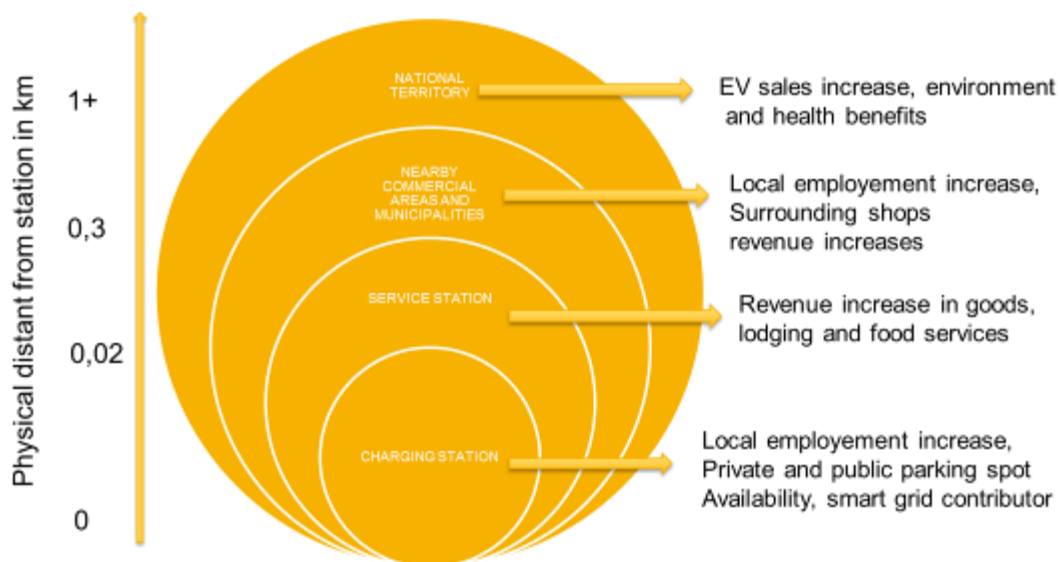 Physical distant from station in km
1+
0,3
0,02
0
NATIONAL
TERRITORY
EV sales increase, environment
and health benefits
NEARBY
COMMERCIAL
AREAS AND
MUNICIPALITIES
Local employement increase,
Surrounding shops
revenue increases
SERVICE STATION
Revenue increase in goods,
lodging and food services
CHARGING STATION
Local employement increase,
Private and public parking spot
Availability, smart grid contributor